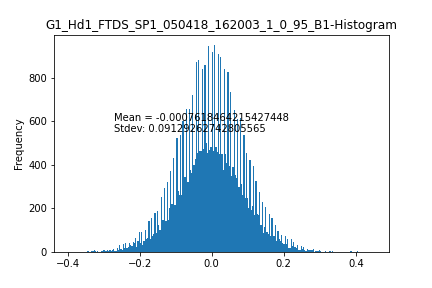 G1_Hd1_FTDS_SP1_050418_162003_1_0_95_B1-Histogram
Mean = -0.0007618464215427448
Stdev: 0.09129262742805565
Frequency
800
600
400
200
0
−0.4 −0.2 0.0 0.2 0.4